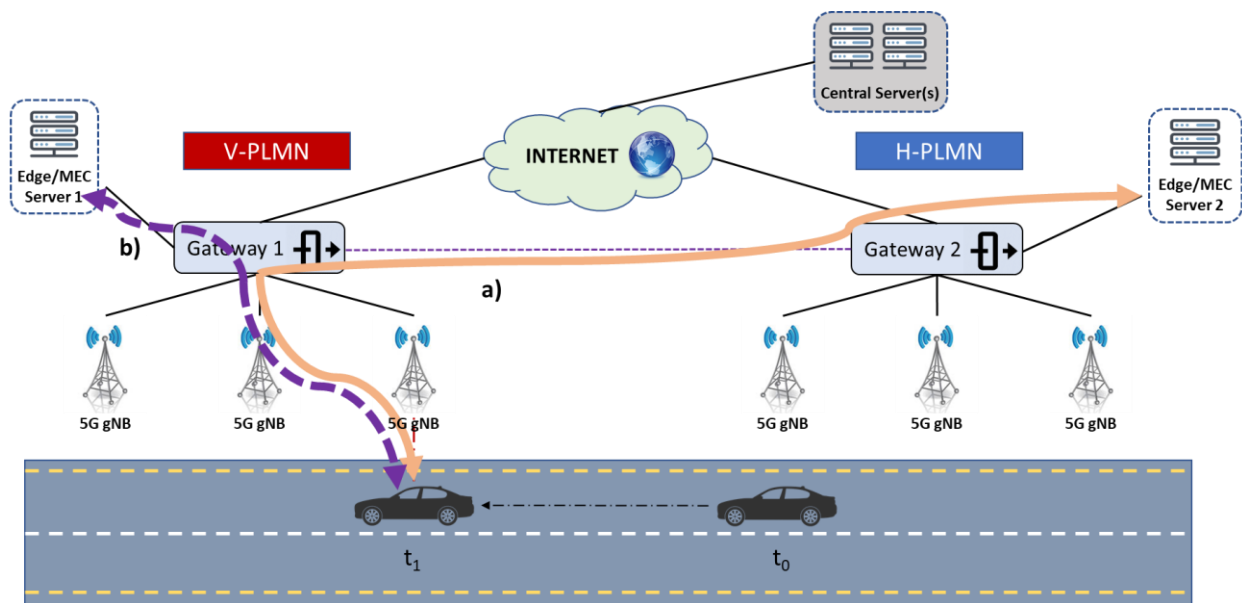 Central Server(s)
V-PLMN
INTERNET
H-PLMN
Edge/MEC
Server 1
Edge/MEC
Server 2
b)
Gateway 1
Gateway 2
a)
5G gNB
5G gNB
5G gNB
5G gNB
5G gNB
5G gNB
t1
t0